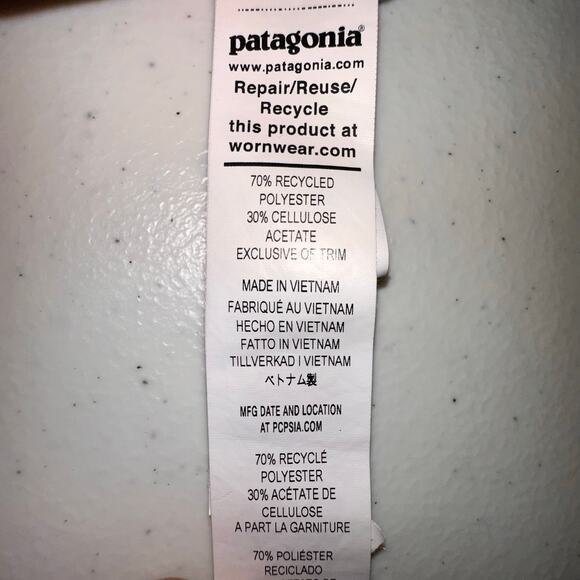 patagonia®
www.patagonia.com
Repair/Reuse/
Recycle
this product at
wornwear.com
70% RECYCLED
POLYESTER
30% CELLULOSE
ACETATE
EXCLUSIVE OF TRIM
MADE IN VIETNAM
FABRIQUÉ AU VIETNAM
HECHO EN VIETNAM
FATTO IN VIETNAM
TILLVERKAD I VIETNAM
ベトナム製
MFG DATE AND LOCATION
AT PCPSIA.COM
70% RECYCLÉ
POLYESTER
30% ACÉTATE DE
CELLULOSE
A PART LA GARNITURE
70% POLIÉSTER
RECICLADO